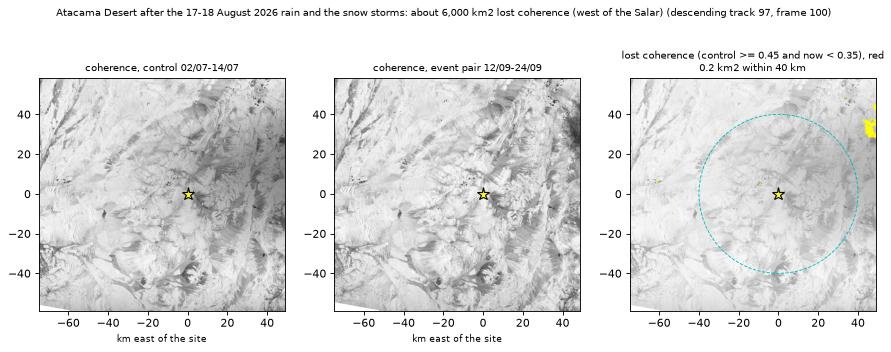 Atacama Desert after the 17-18 August 2026 rain and the snow storms: about 6,000 km2 lost coherence (west of the Salar) (descending track 97, frame 100)
coherence, control 02/07-14/07
coherence, event pair 12/09-24/09
lost coherence (control >= 0.45 and now < 0.35), red
0.2 km2 within 40 km
40
20
0
−20
−40
−60 −40 −20 0 20 40
km east of the site
40
20
0
−20
−40
−60 −40 −20 0 20 40
km east of the site
40
20
0
−20
−40
−60 −40 −20 0 20 40